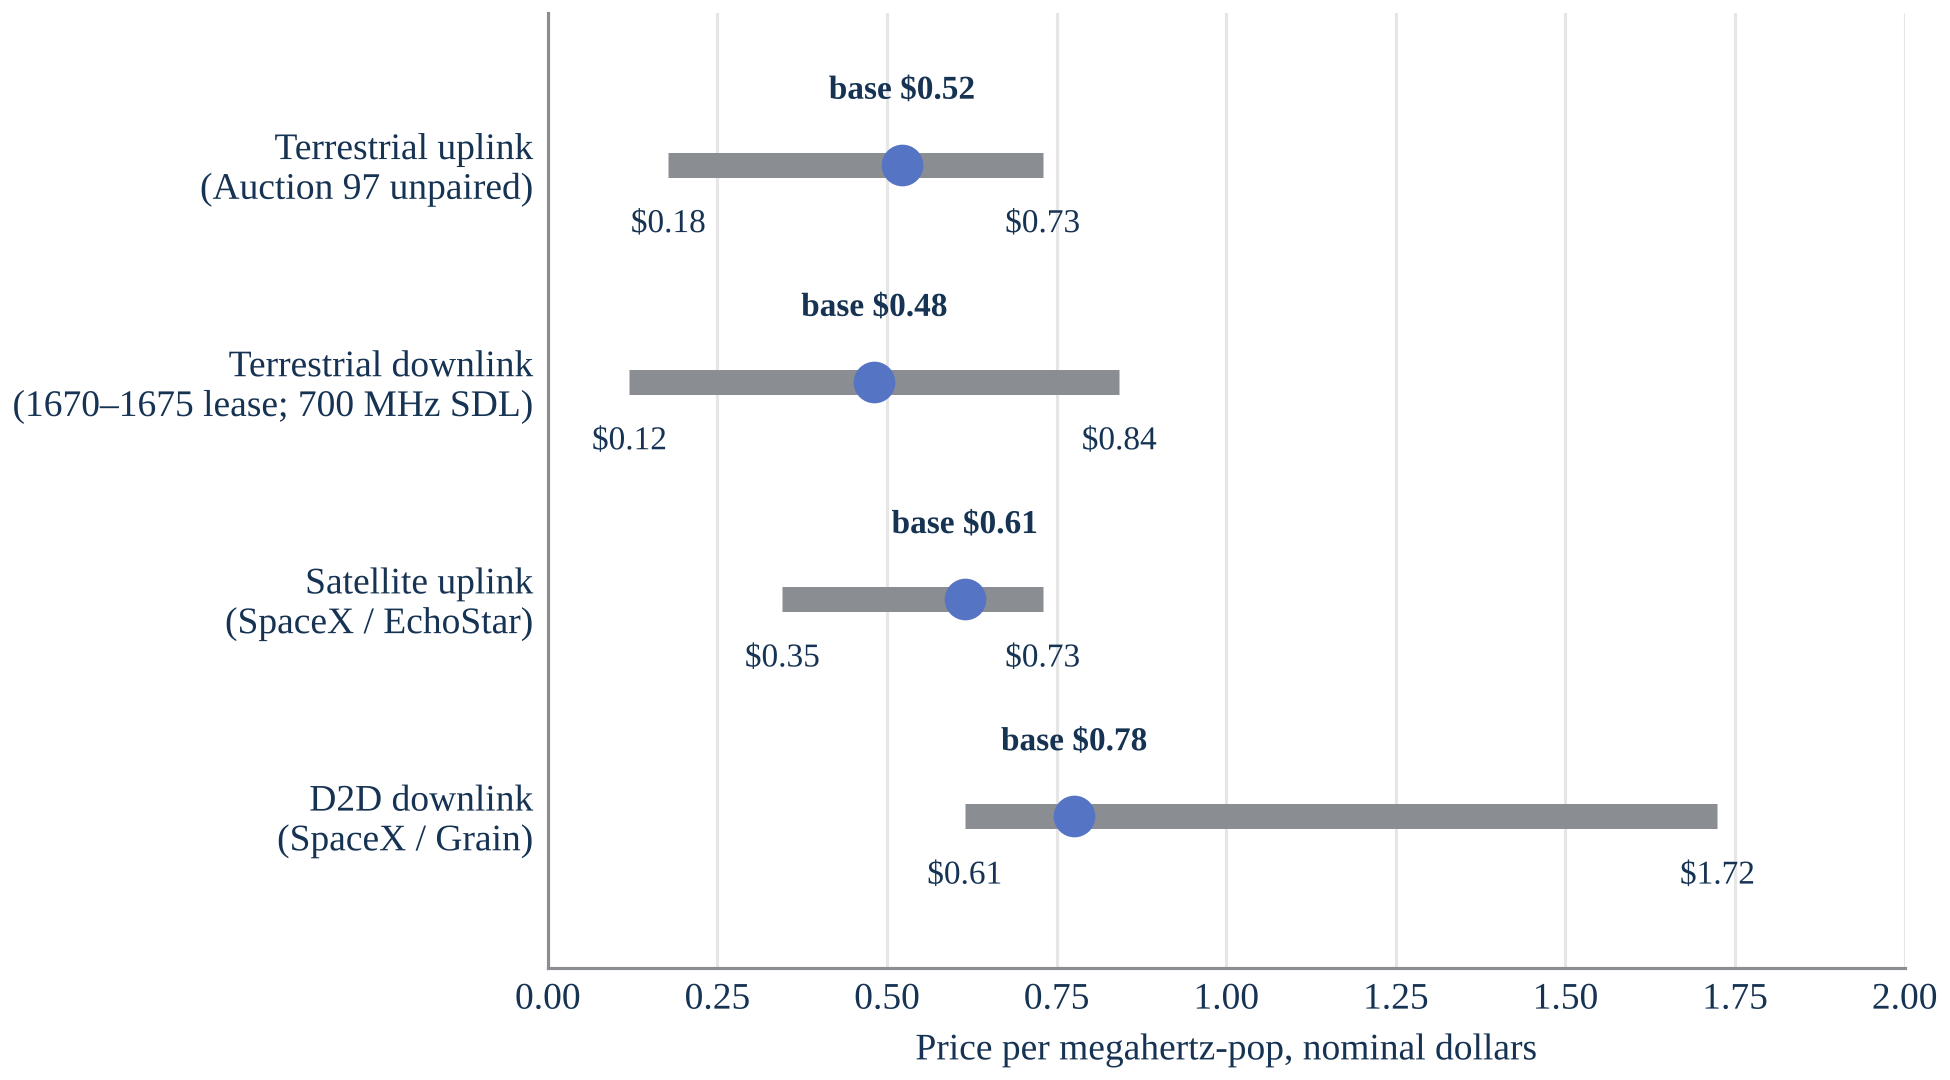 base $0.52
Terrestrial uplink
(Auction 97 unpaired)
$0.18 $0.73
base $0.48
Terrestrial downlink
(1670–1675 lease; 700 MHz SDL)
$0.12 $0.84
base $0.61
Satellite uplink
(SpaceX / EchoStar)
$0.35 $0.73
base $0.78
D2D downlink
(SpaceX / Grain)
$0.61 $1.72
0.00 0.25 0.50 0.75 1.00 1.25 1.50 1.75 2.00
Price per megahertz-pop, nominal dollars